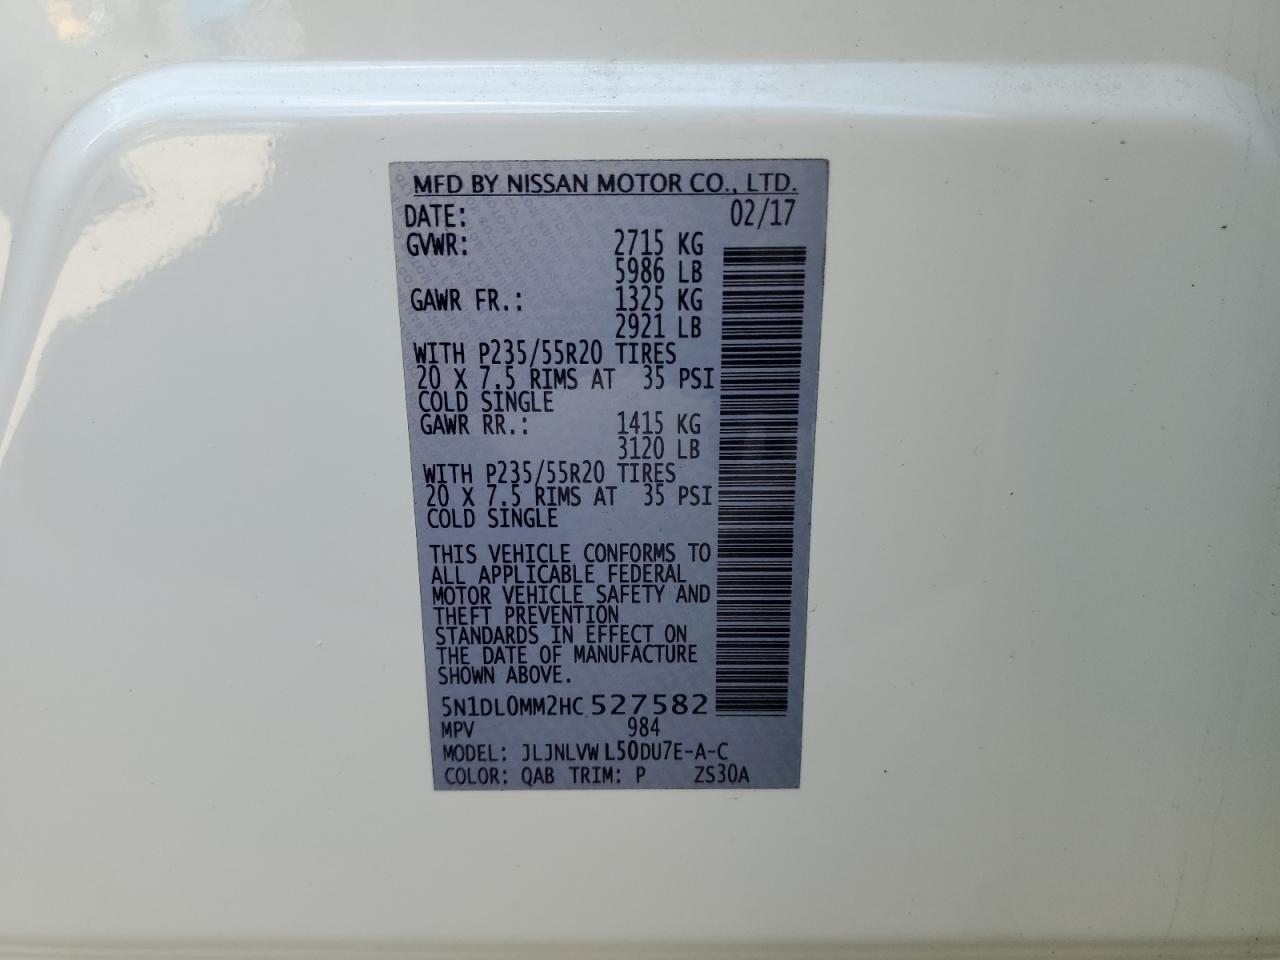 MFD BY NISSAN MOTOR CO., LTD.
DATE: 02/17
GVWR: 2715 KG
5986 LB
GAWR FR.: 1325 KG
2921 LB
WITH P235/55R20 TIRES
20 X 7.5 RIMS AT 35 PSI
COLD SINGLE
GAWR RR.: 1415 KG
3120 LB
WITH P235/55R20 TIRES
20 X 7.5 RIMS AT 35 PSI
COLD SINGLE
THIS VEHICLE CONFORMS TO
ALL APPLICABLE FEDERAL
MOTOR VEHICLE SAFETY AND
THEFT PREVENTION
STANDARDS IN EFFECT ON
THE DATE OF MANUFACTURE
SHOWN ABOVE.
5N1DL0MM2HC 527582
MPV 984
MODEL: JLJNLVW L50DU7E-A-C
COLOR: QAB TRIM: P ZS30A